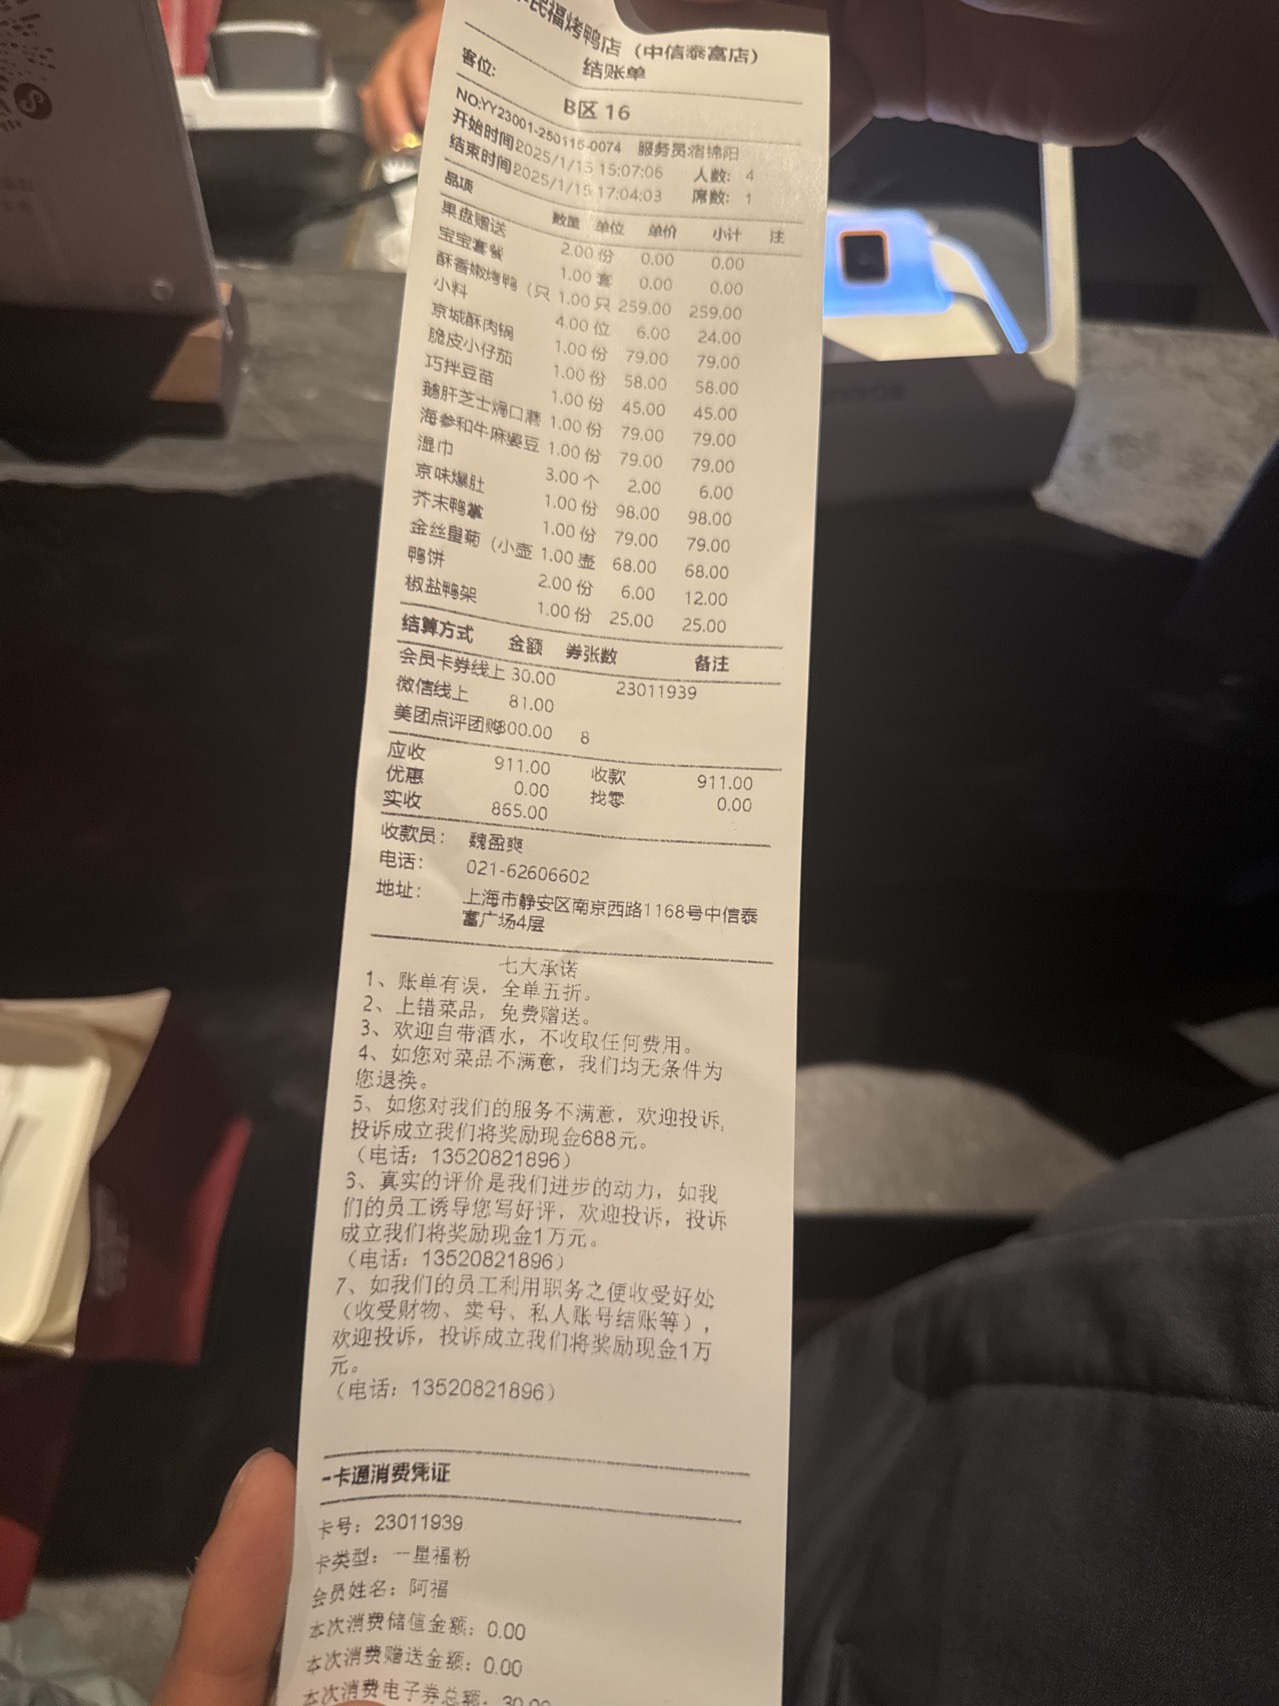 民福烤鸭店（中信泰富店）
结账单
客位： B区 16
NO:YY23001-250115-0074 服务员:宿锦阳
开始时间 2025/1/15 15:07:06 人数： 4
结束时间 2025/1/15 17:04:03 席数： 1
品项 数量 单位 单价 小计 注
果盘赠送 2.00 份 0.00 0.00
宝宝套餐 1.00 套 0.00 0.00
酥香嫩烤鸭（只 1.00 只 259.00 259.00
小料 4.00 位 6.00 24.00
京城酥肉锅 1.00 份 79.00 79.00
脆皮小仔茄 1.00 份 58.00 58.00
巧拌豆苗 1.00 份 45.00 45.00
鹅肝芝士焗口蘑 1.00 份 79.00 79.00
海参和牛麻婆豆 1.00 份 79.00 79.00
湿巾 3.00 个 2.00 6.00
京味爆肚 1.00 份 98.00 98.00
芥末鸭掌 1.00 份 79.00 79.00
金丝皇菊（小壶 1.00 壶 68.00 68.00
鸭饼 2.00 份 6.00 12.00
椒盐鸭架 1.00 份 25.00 25.00
结算方式 金额 券张数 备注
会员卡券线上 30.00 23011939
微信线上 81.00
美团点评团购800.00 8
应收 911.00 收款 911.00
优惠 0.00 找零 0.00
实收 865.00
收款员： 魏盈爽
电话： 021-62606602
地址： 上海市静安区南京西路1168号中信泰
富广场4层
七大承诺
1、账单有误，全单五折。
2、上错菜品，免费赠送。
3、欢迎自带酒水，不收取任何费用。
4、如您对菜品不满意，我们均无条件为
您退换。
5、如您对我们的服务不满意，欢迎投诉，
投诉成立我们将奖励现金688元。
（电话：13520821896）
6、真实的评价是我们进步的动力，如我
们的员工诱导您写好评，欢迎投诉，投诉
成立我们将奖励现金1万元。
（电话：13520821896）
7、如我们的员工利用职务之便收受好处
（收受财物、卖号、私人账号结账等），
欢迎投诉，投诉成立我们将奖励现金1万
元。
（电话：13520821896）
一卡通消费凭证
卡号：23011939
卡类型：一星福粉
会员姓名：阿福
本次消费储值金额：0.00
本次消费赠送金额：0.00
本次消费电子券总额：30.00